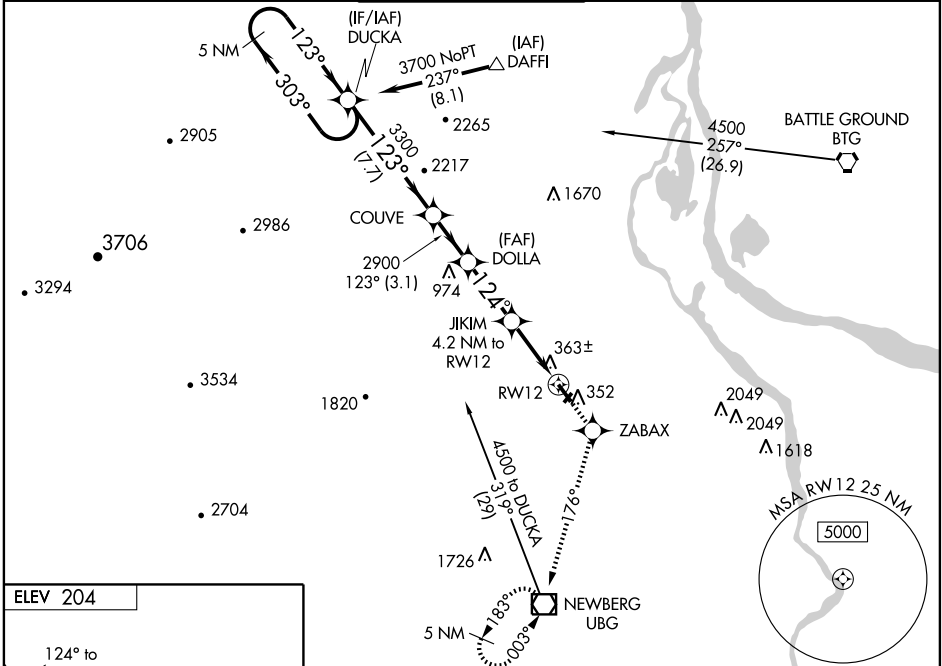 (IF/IAF)
DUCKA
5 NM
123°
303°
3700 NoPT
237°
(8.1)
(IAF)
DAFFI
2265
2905
3300
123°
(7.7)
2217
4500
257°
(26.9)
BATTLE GROUND
BTG
1670
COUVE
2986
3706
3294
(FAF)
DOLLA
2900
123° (3.1)
974
124°
JIKIM
4.2 NM to
RW12
363±
RW12
352
3534
1820
ZABAX
2049
2049
1618
4500 to DUCKA
319°
(29)
176°
2704
1726
MSA RW12 25 NM
5000
NEWBERG
UBG
5 NM
183°
003°
ELEV 204
124° to